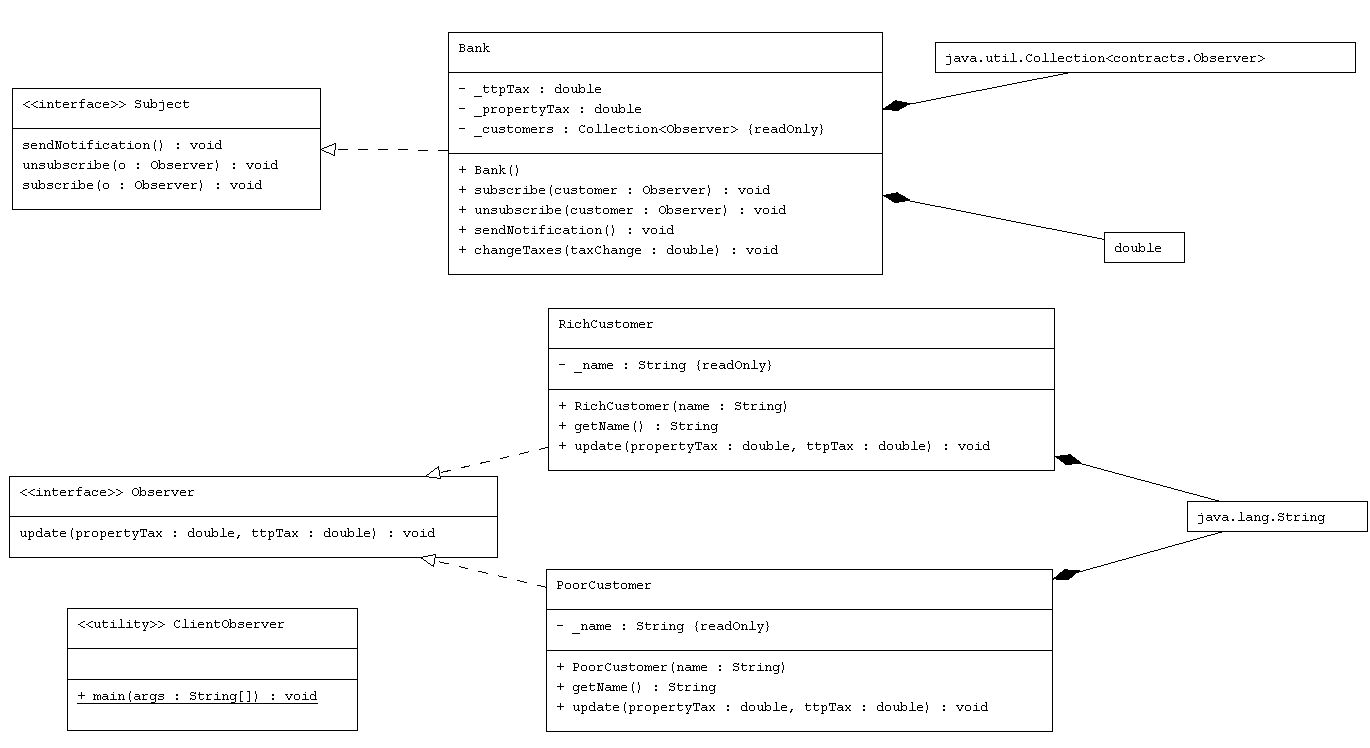 Bank
- _ttpTax : double
- _propertyTax : double
- _customers : Collection<Observer> {readOnly}
+ Bank()
+ subscribe(customer : Observer) : void
+ unsubscribe(customer : Observer) : void
+ sendNotification() : void
+ changeTaxes(taxChange : double) : void
java.util.Collection<contracts.Observer>
<<interface>> Subject
sendNotification() : void
unsubscribe(o : Observer) : void
subscribe(o : Observer) : void
double
RichCustomer
- _name : String {readOnly}
+ RichCustomer(name : String)
+ getName() : String
+ update(propertyTax : double, ttpTax : double) : void
<<interface>> Observer
update(propertyTax : double, ttpTax : double) : void
java.lang.String
PoorCustomer
- _name : String {readOnly}
+ PoorCustomer(name : String)
+ getName() : String
+ update(propertyTax : double, ttpTax : double) : void
<<utility>> ClientObserver
+ main(args : String[]) : void